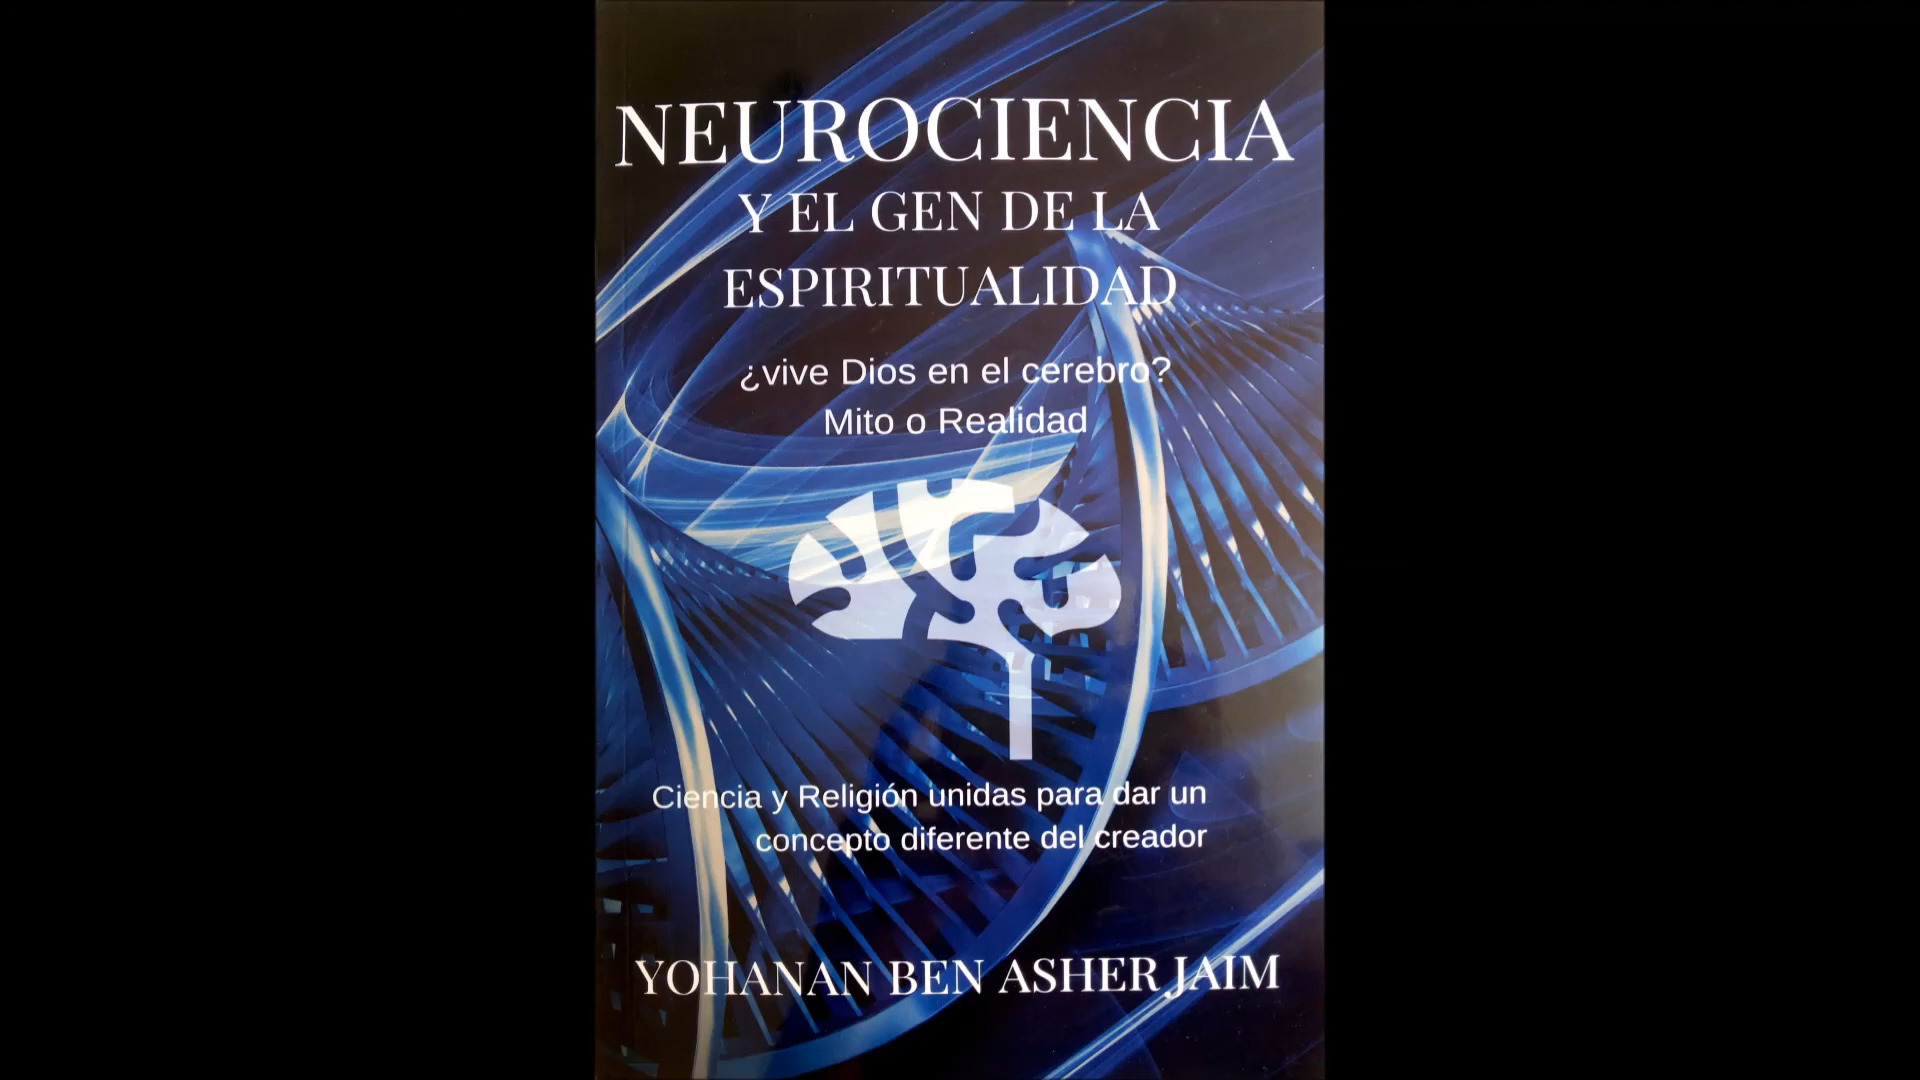 NEUROCIENCIA
Y EL GEN DE LA
ESPIRITUALIDAD
¿vive Dios en el cerebro?
Mito o Realidad
Ciencia y Religión unidas para dar un
concepto diferente del creador
YOHANAN BEN ASHER JAIM